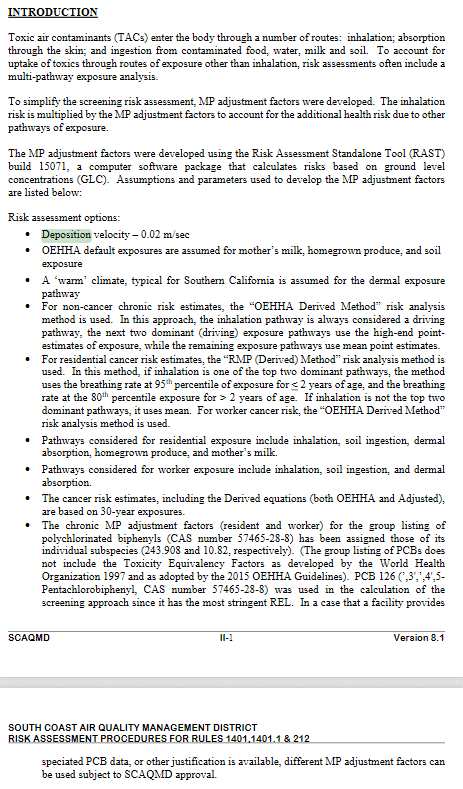 INTRODUCTION
Toxic air contaminants (TACs) enter the body through a number of routes: inhalation; absorption
through the skin; and ingestion from contaminated food, water, milk and soil. To account for
uptake of toxics through routes of exposure other than inhalation, risk assessments often include a
multi-pathway exposure analysis.
To simplify the screening risk assessment, MP adjustment factors were developed. The inhalation
risk is multiplied by the MP adjustment factors to account for the additional health risk due to other
pathways of exposure.
The MP adjustment factors were developed using the Risk Assessment Standalone Tool (RAST)
build 15071, a computer software package that calculates risks based on ground level
concentrations (GLC). Assumptions and parameters used to develop the MP adjustment factors
are listed below:
Risk assessment options:
• Deposition velocity – 0.02 m/sec
• OEHHA default exposures are assumed for mother's milk, homegrown produce, and soil
exposure
• A 'warm' climate, typical for Southern California is assumed for the dermal exposure
pathway
• For non-cancer chronic risk estimates, the "OEHHA Derived Method" risk analysis
method is used. In this approach, the inhalation pathway is always considered a driving
pathway, the next two dominant (driving) exposure pathways use the high-end point-
estimates of exposure, while the remaining exposure pathways use mean point estimates.
• For residential cancer risk estimates, the "RMP (Derived) Method" risk analysis method is
used. In this method, if inhalation is one of the top two dominant pathways, the method
uses the breathing rate at 95th percentile of exposure for ≤ 2 years of age, and the breathing
rate at the 80th percentile exposure for > 2 years of age. If inhalation is not the top two
dominant pathways, it uses mean. For worker cancer risk, the "OEHHA Derived Method"
risk analysis method is used.
• Pathways considered for residential exposure include inhalation, soil ingestion, dermal
absorption, homegrown produce, and mother's milk.
• Pathways considered for worker exposure include inhalation, soil ingestion, and dermal
absorption.
• The cancer risk estimates, including the Derived equations (both OEHHA and Adjusted),
are based on 30-year exposures.
• The chronic MP adjustment factors (resident and worker) for the group listing of
polychlorinated biphenyls (CAS number 57465-28-8) has been assigned those of its
individual subspecies (243.908 and 10.82, respectively). (The group listing of PCBs does
not include the Toxicity Equivalency Factors as developed by the World Health
Organization 1997 and as adopted by the 2015 OEHHA Guidelines). PCB 126 (',3',',4',5-
Pentachlorobiphenyl, CAS number 57465-28-8) was used in the calculation of the
screening approach since it has the most stringent REL. In a case that a facility provides
SCAQMD II-1 Version 8.1
SOUTH COAST AIR QUALITY MANAGEMENT DISTRICT
RISK ASSESSMENT PROCEDURES FOR RULES 1401,1401.1 & 212
speciated PCB data, or other justification is available, different MP adjustment factors can
be used subject to SCAQMD approval.